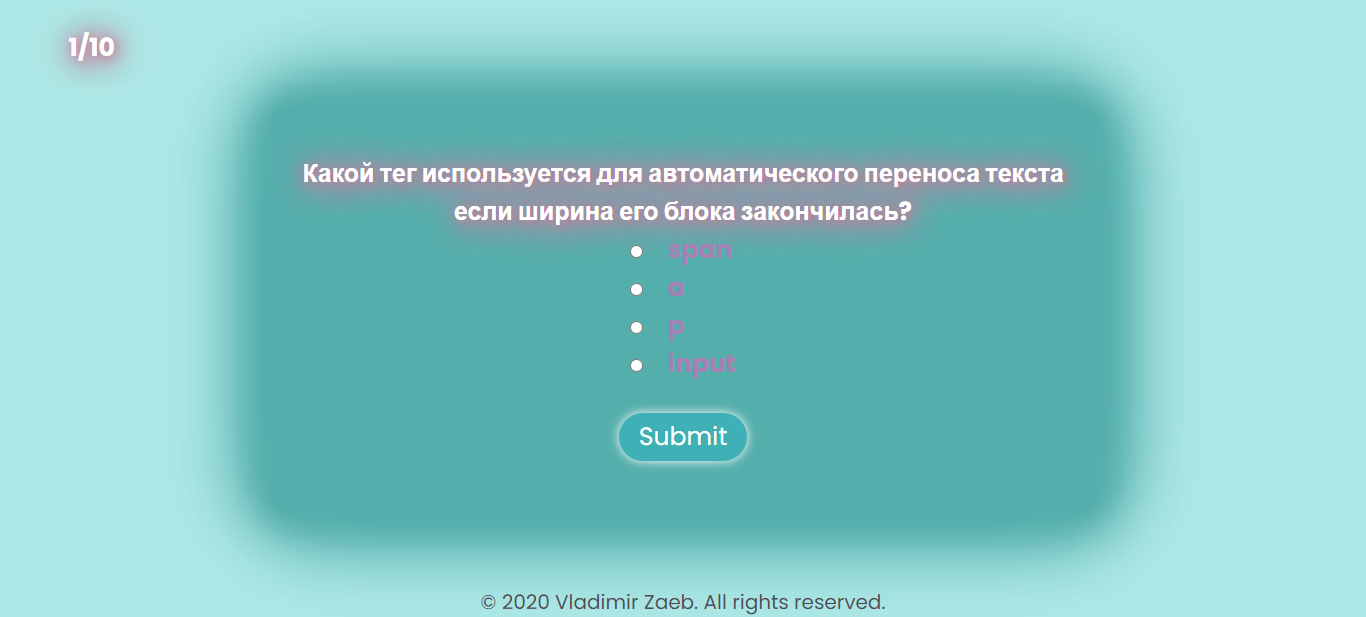 1/10
Какой тег используется для автоматического переноса текста
если ширина его блока закончилась?
span
a
p
input
Submit
© 2020 Vladimir Zaeb. All rights reserved.